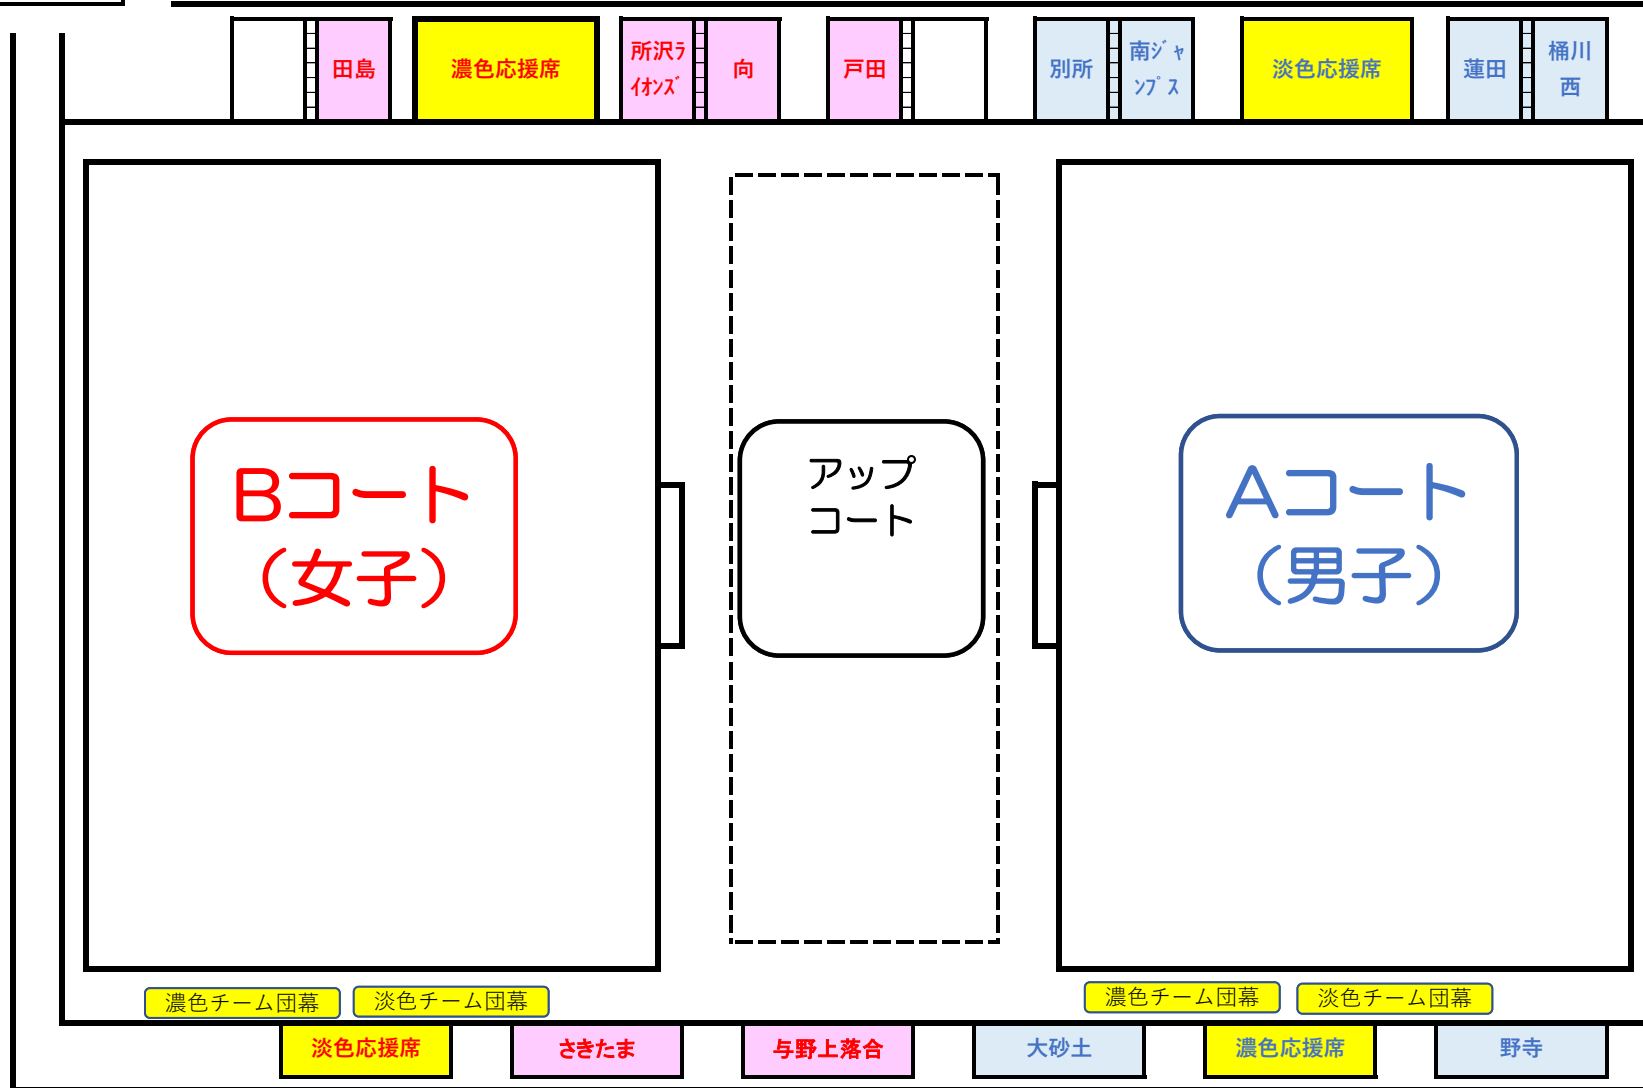 田島
濃色応援席
所沢ﾗ
ｲｵﾝｽﾞ
向
戸田
別所
南ｼﾞｬ
ﾝﾌﾟｽ
淡色応援席
蓮田
桶川
西
Bコート
（女子）
アップ
コート
Aコート
（男子）
濃色チーム団幕
淡色チーム団幕
濃色チーム団幕
淡色チーム団幕
淡色応援席
さきたま
与野上落合
大砂土
濃色応援席
野寺